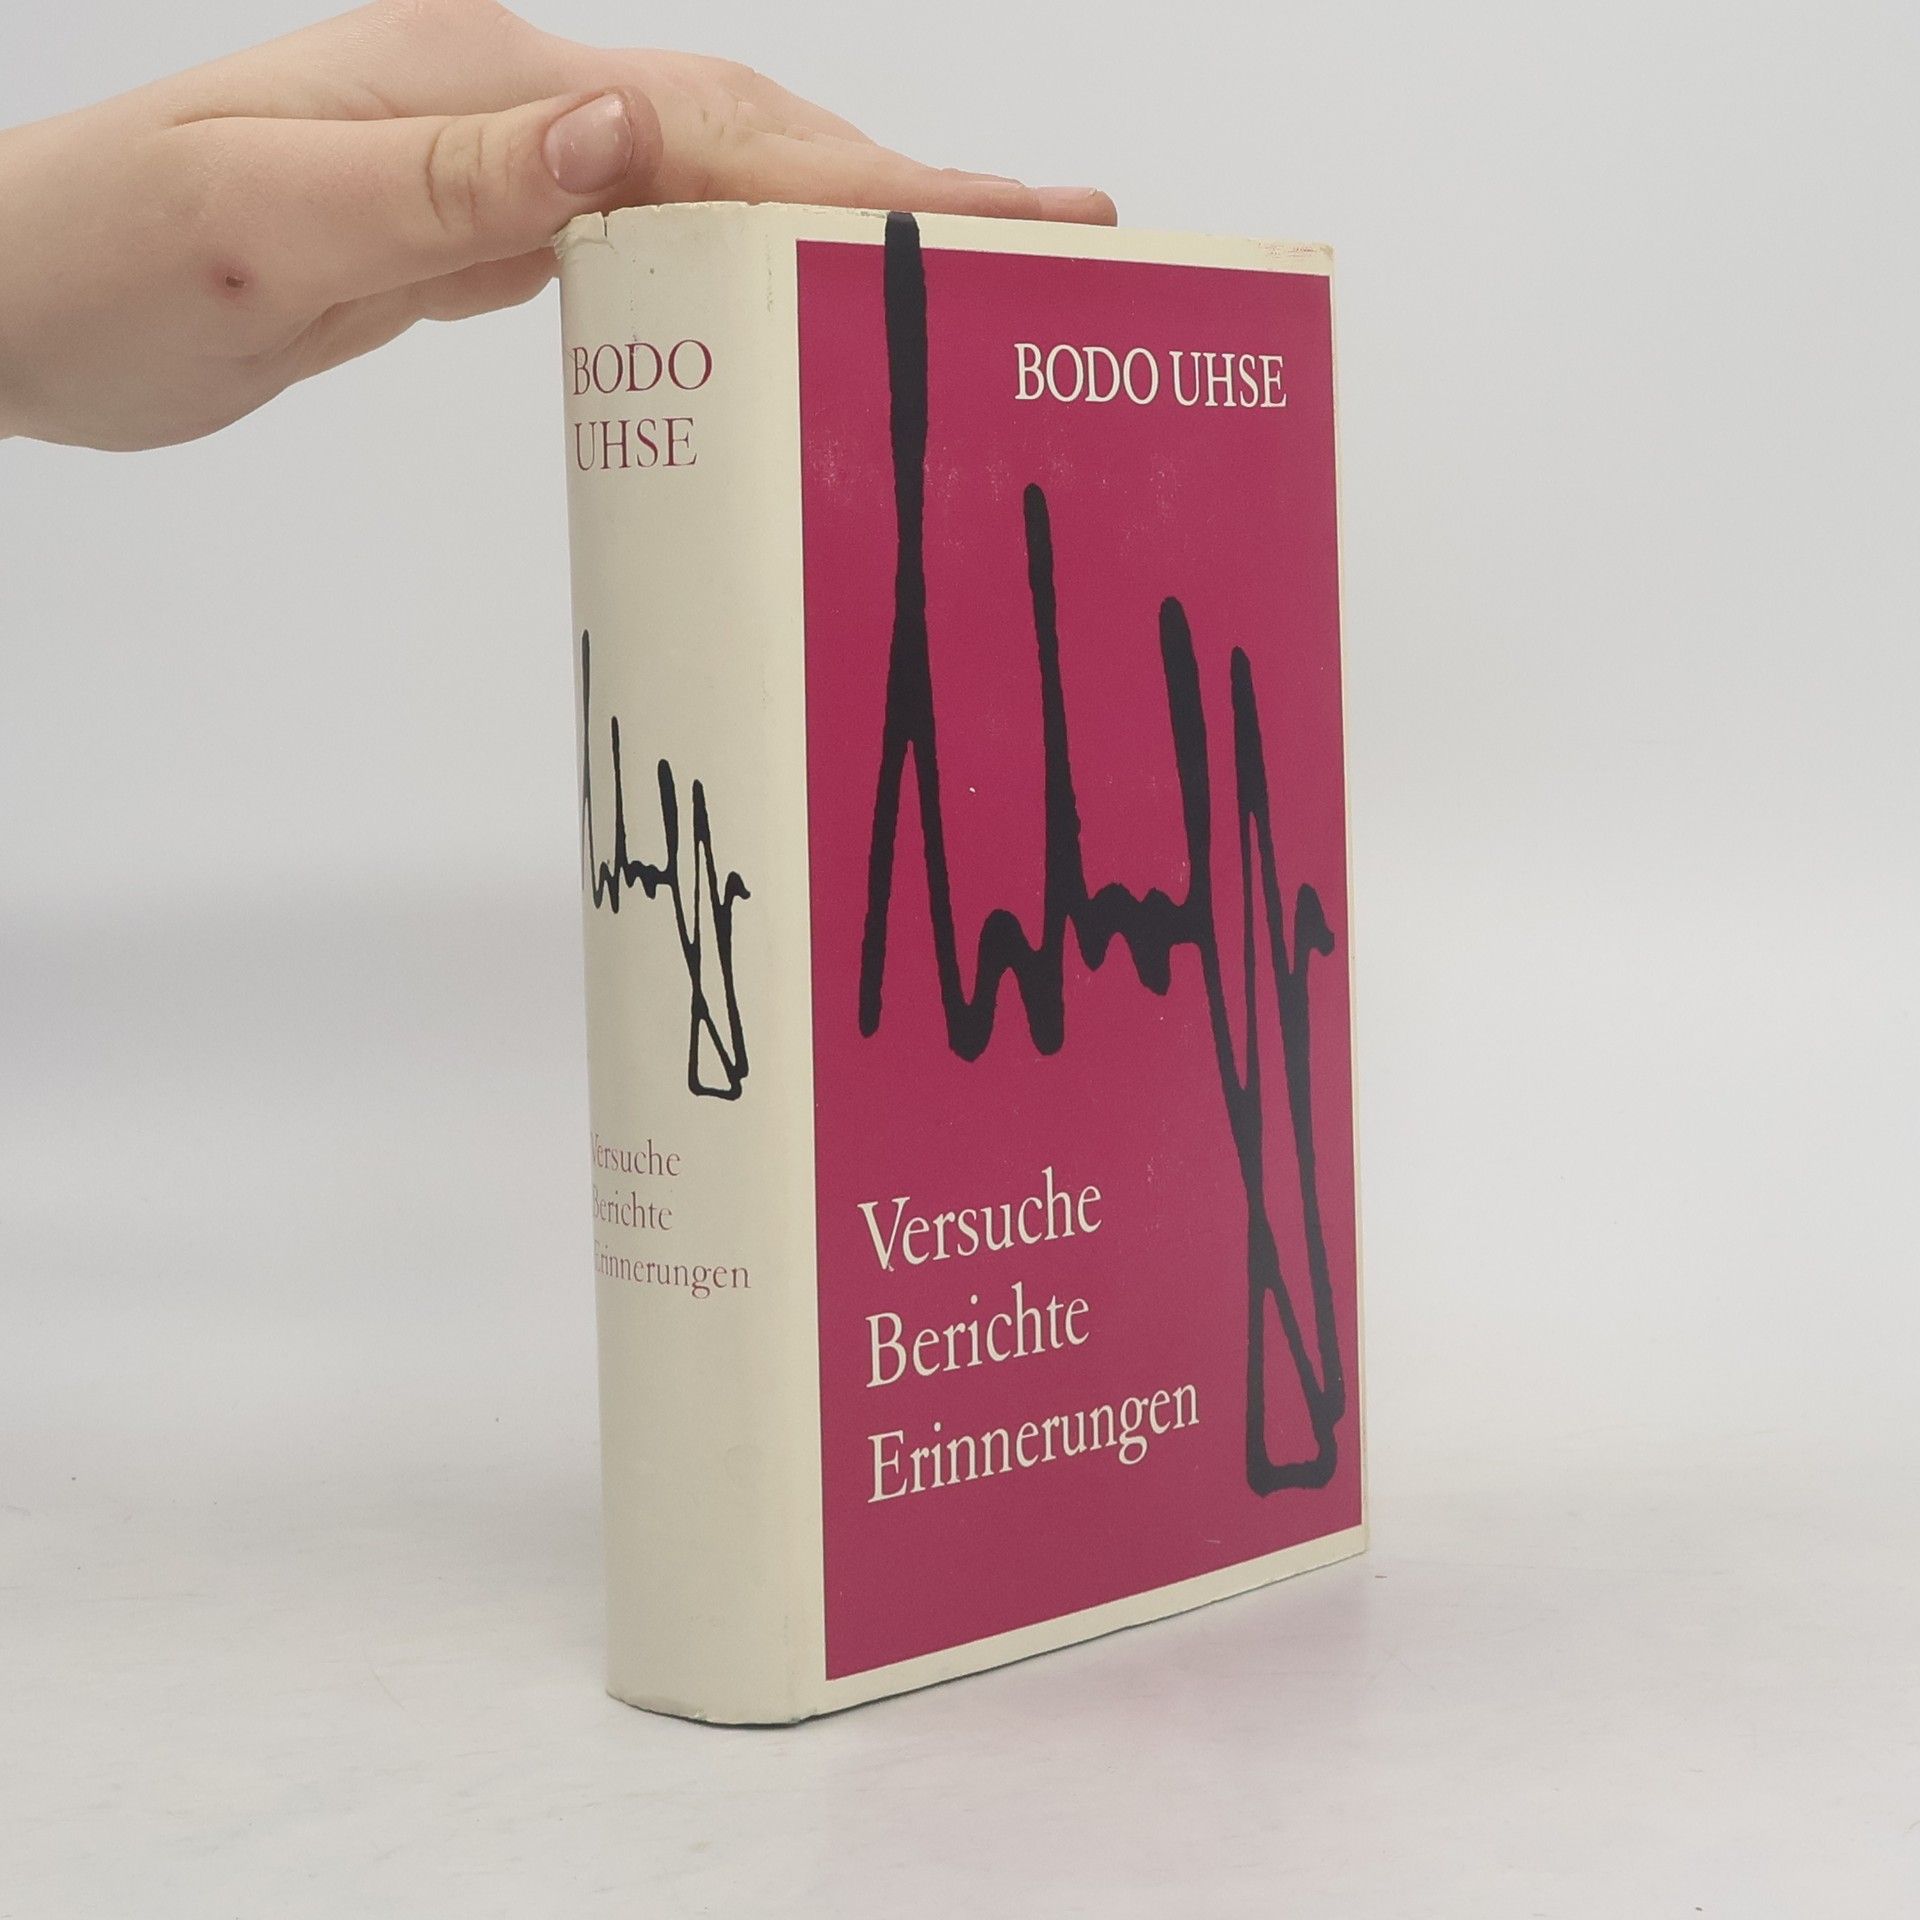 BODO
UHSE
Versuche
Berichte
Erinnerungen
BODO UHSE
Versuche
Berichte
Erinnerungen